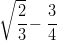 √(2/3) - 3/4